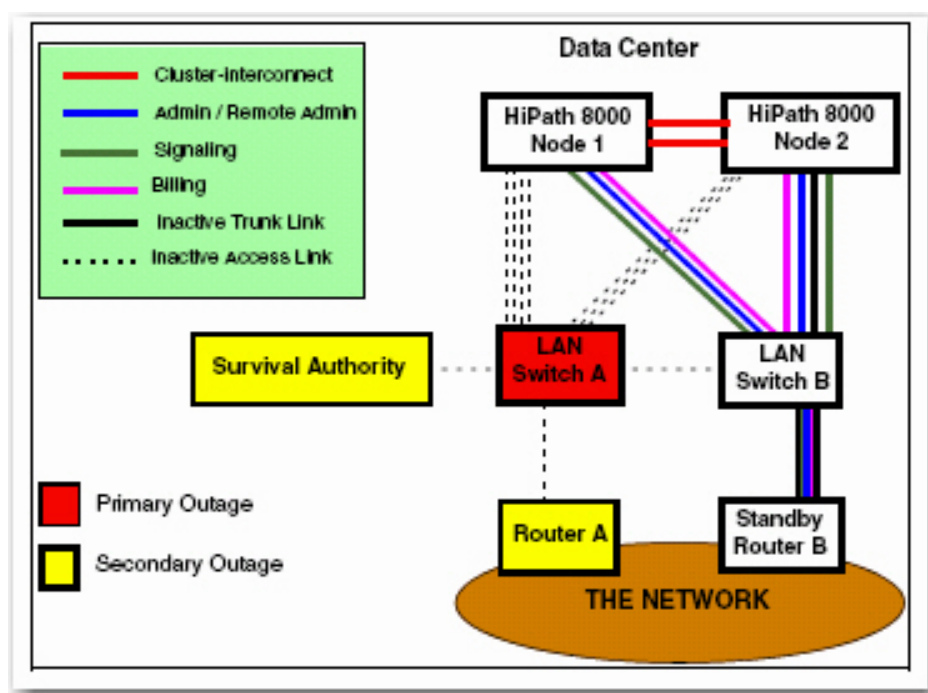 Data Center
Cluster-interconnect
Admin / Remote Admin
Signaling
Billing
Inactive Trunk Link
Inactive Access Link
HiPath 8000
Node 1
HiPath 8000
Node 2
Survival Authority
LAN
Switch A
LAN
Switch B
Primary Outage
Secondary Outage
Router A
Standby
Router B
THE NETWORK